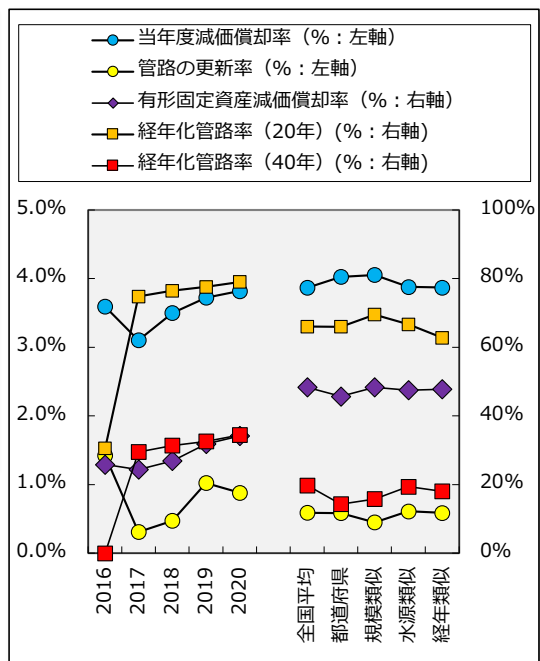 当年度減価償却率（%：左軸）
管路の更新率（%：左軸）
有形固定資産減価償却率（%：右軸）
経年化管路率（20年）(%：右軸)
経年化管路率（40年）(%：右軸)
5.0%
4.0%
3.0%
2.0%
1.0%
0.0%
100%
80%
60%
40%
20%
0%
2016
2017
2018
2019
2020
全国平均
都道府県
規模類似
水源類似
経年類似